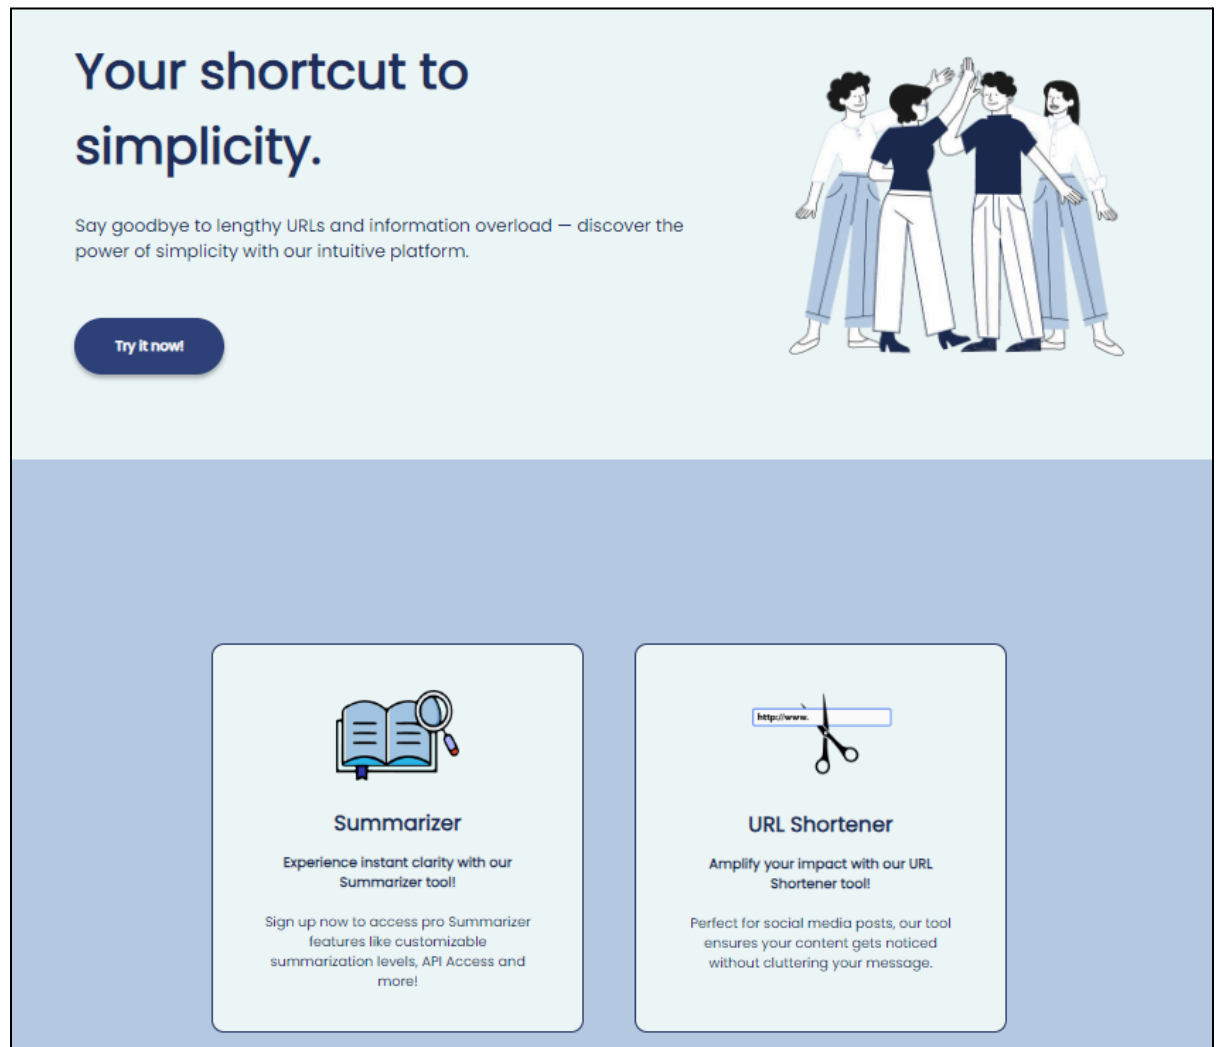 Your shortcut to
simplicity.
Say goodbye to lengthy URLs and information overload — discover the
power of simplicity with our intuitive platform.
Try it now!
http://www.
Summarizer
Experience instant clarity with our
Summarizer tool!
Sign up now to access pro Summarizer
features like customizable
summarization levels, API Access and
more!
URL Shortener
Amplify your impact with our URL
Shortener tool!
Perfect for social media posts, our tool
ensures your content gets noticed
without cluttering your message.